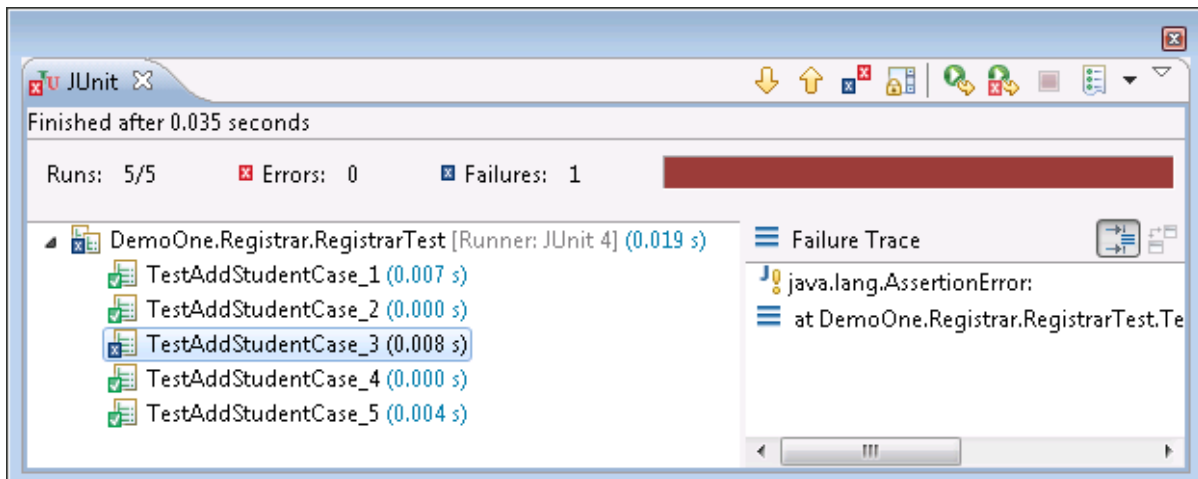 JUnit
Finished after 0.035 seconds
Runs: 5/5 Errors: 0 Failures: 1
DemoOne.Registrar.RegistrarTest [Runner: JUnit 4] (0.019 s)
TestAddStudentCase_1 (0.007 s)
TestAddStudentCase_2 (0.000 s)
TestAddStudentCase_3 (0.008 s)
TestAddStudentCase_4 (0.000 s)
TestAddStudentCase_5 (0.004 s)
Failure Trace
java.lang.AssertionError:
at DemoOne.Registrar.RegistrarTest.Te